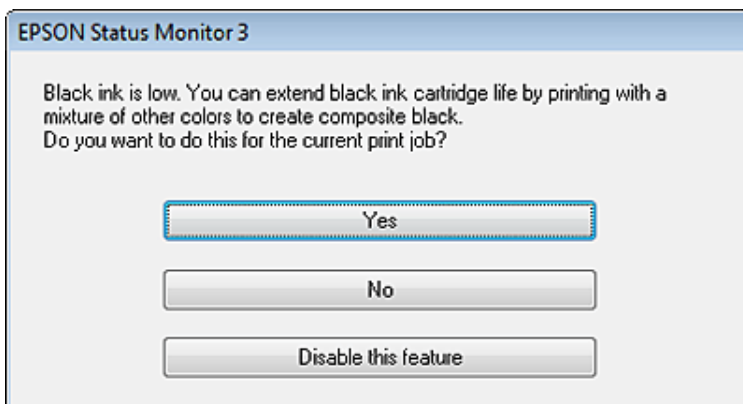 EPSON Status Monitor 3
Black ink is low. You can extend black ink cartridge life by printing with a
mixture of other colors to create composite black.
Do you want to do this for the current print job?
Yes
No
Disable this feature